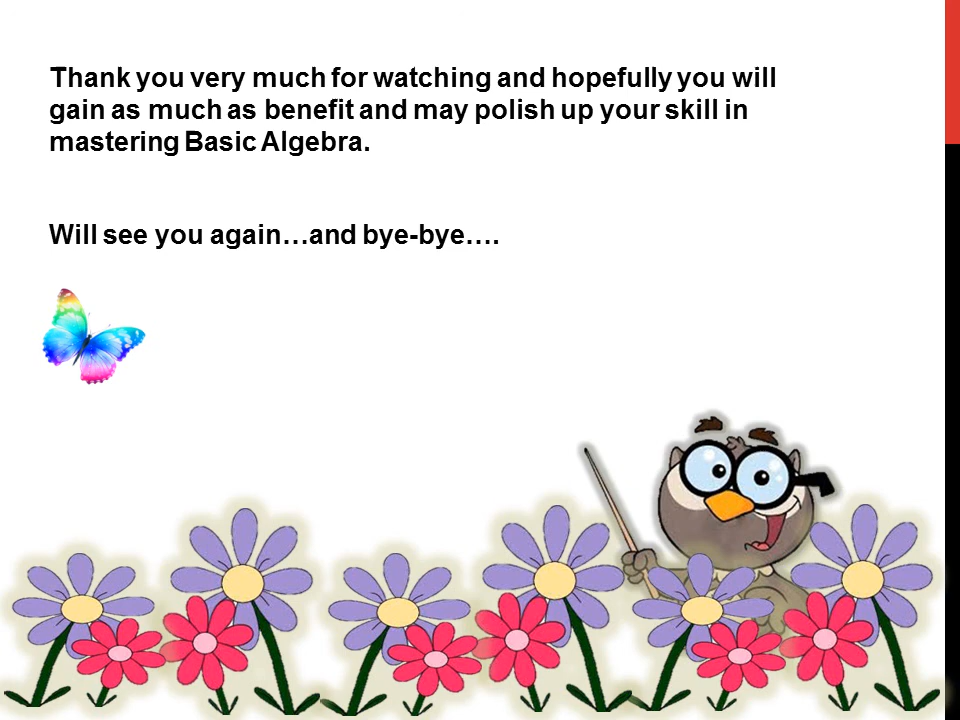 Thank you very much for watching and hopefully you will
gain as much as benefit and may polish up your skill in
mastering Basic Algebra.
Will see you again…and bye-bye….